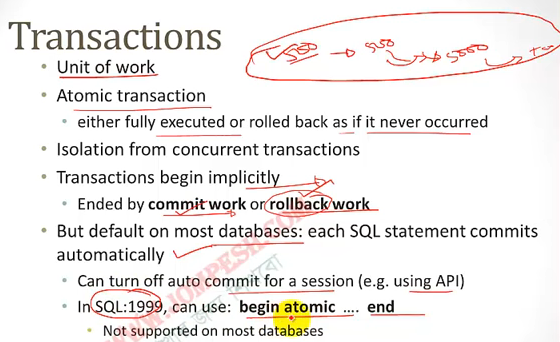 Transactions
500 → 5000
• Unit of work
• Atomic transaction
• either fully executed or rolled back as if it never occurred
• Isolation from concurrent transactions
• Transactions begin implicitly
• Ended by commit work or rollback work
• But default on most databases: each SQL statement commits
automatically
• Can turn off auto commit for a session (e.g. using API)
• In SQL:1999, can use: begin atomic …. end
• Not supported on most databases